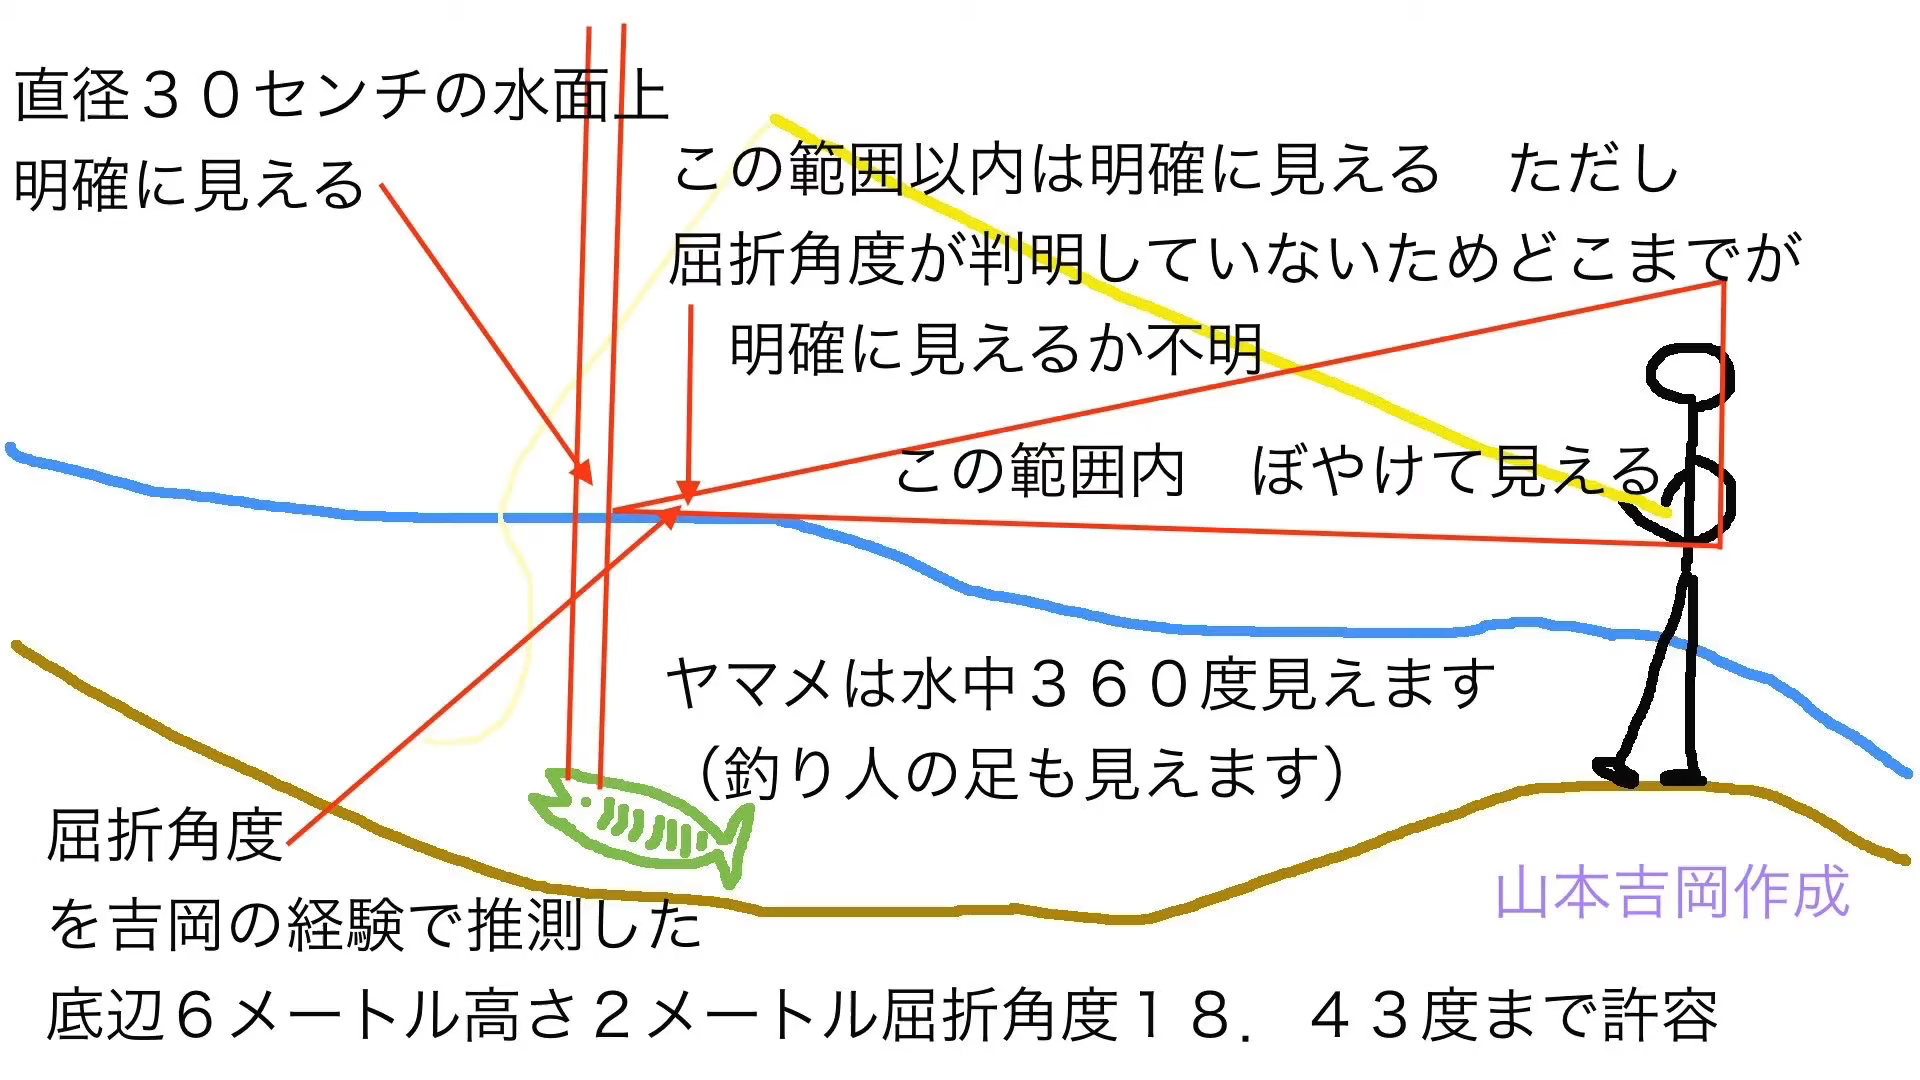 直径３０センチの水面上
明確に見える
この範囲以内は明確に見える　ただし
屈折角度が判明していないためどこまでが
明確に見えるか不明
この範囲内　ぼやけて見える
ヤマメは水中３６０度見えます
（釣り人の足も見えます）
屈折角度
を吉岡の経験で推測した
底辺６メートル高さ２メートル屈折角度１８．４３度まで許容
山本吉岡作成